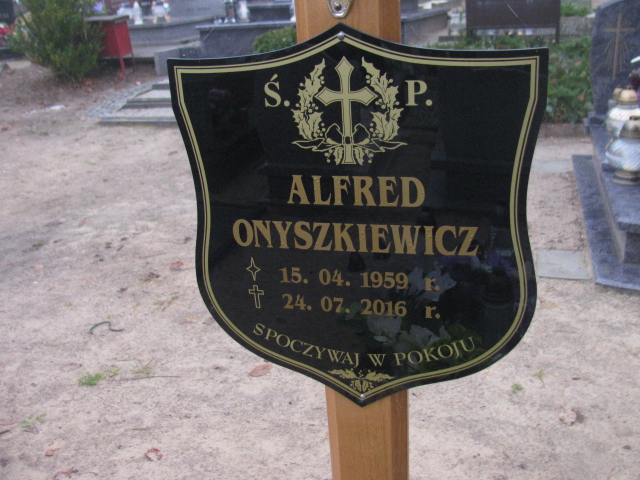 Ś. P.
ALFRED
ONYSZKIEWICZ
15. 04. 1959 r.
24. 07. 2016 r.
SPOCZYWAJ W POKOJU